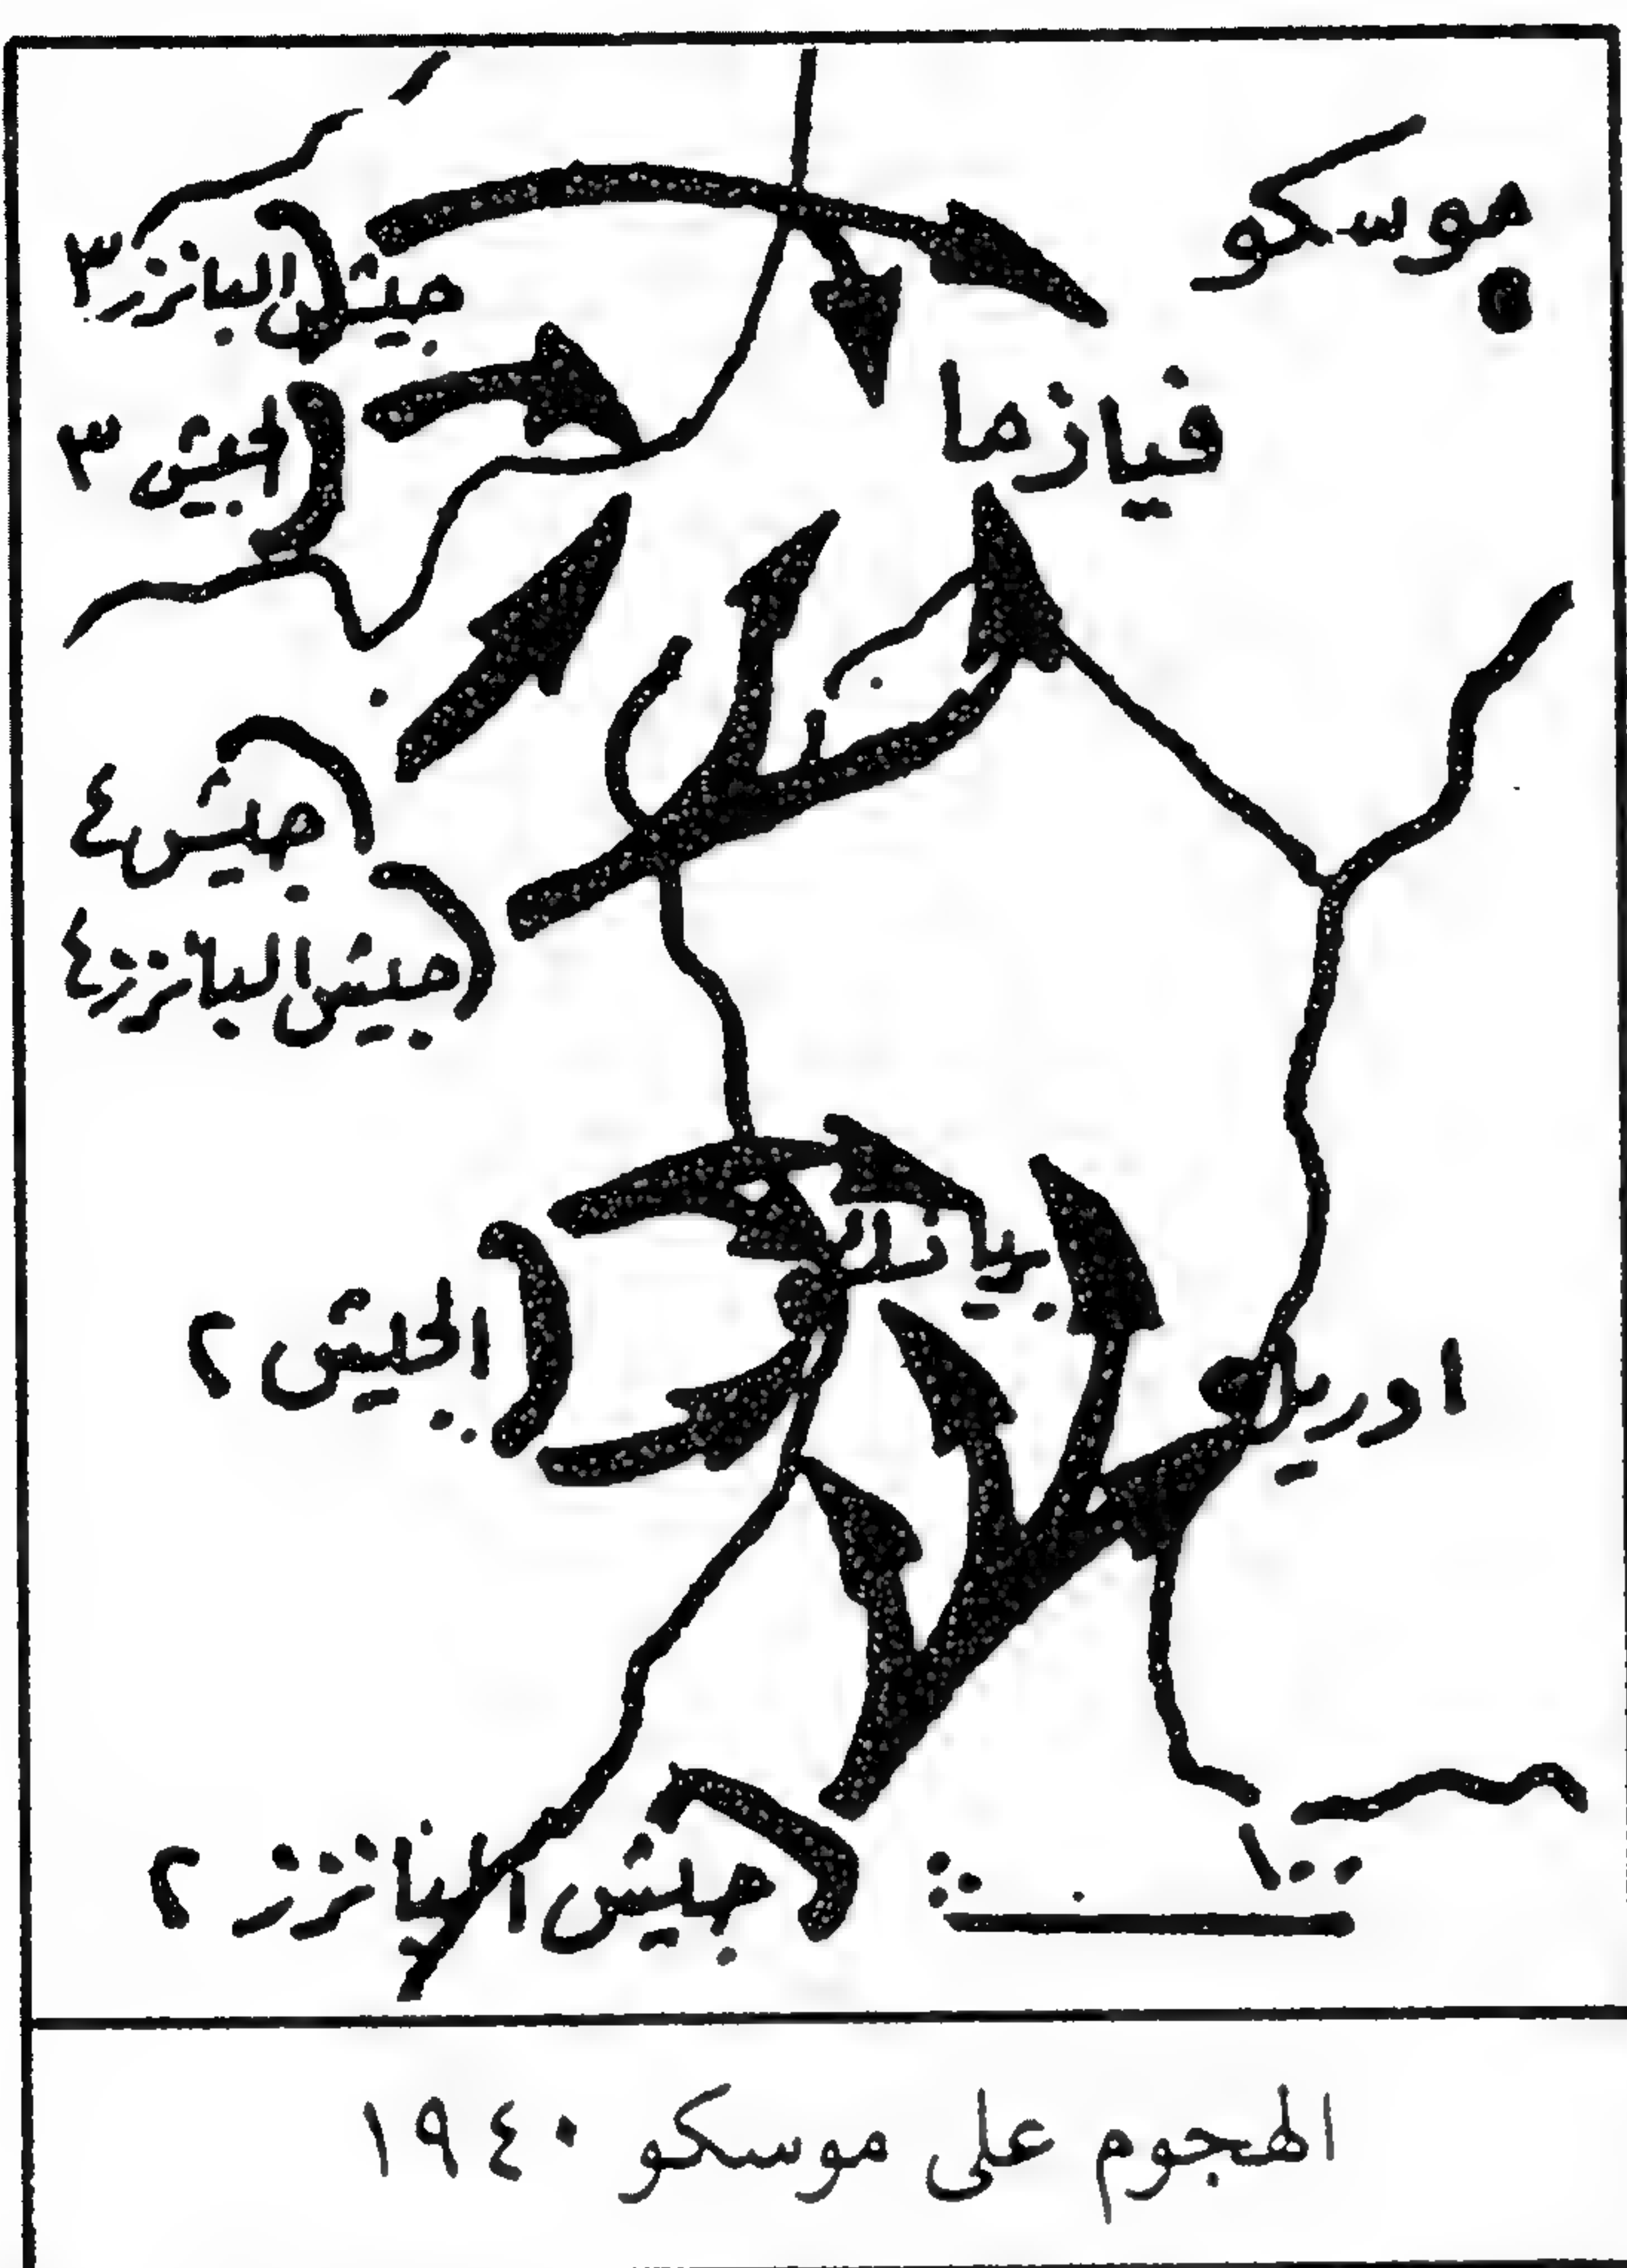 موسكو
جيش البانزر ٣
فيازما
الجيش ٣
جيش ٤
جيش البانزر ٤
الجيش ٢
اوريل
جيش البانزر ٢
١٠٠
الهجوم على موسكو ١٩٤٠